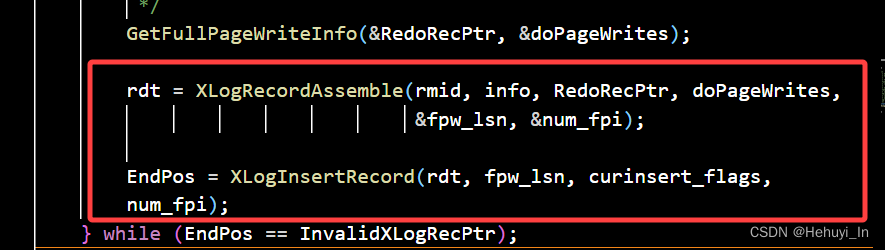 */
GetFullPageWriteInfo(&RedoRecPtr, &doPageWrites);
rdt = XLogRecordAssemble(rmid, info, RedoRecPtr, doPageWrites,
&fpw_lsn, &num_fpi);
EndPos = XLogInsertRecord(rdt, fpw_lsn, curinsert_flags,
num_fpi);
} while (EndPos == InvalidXLogRecPtr);
CSDN @Hehuyi_In